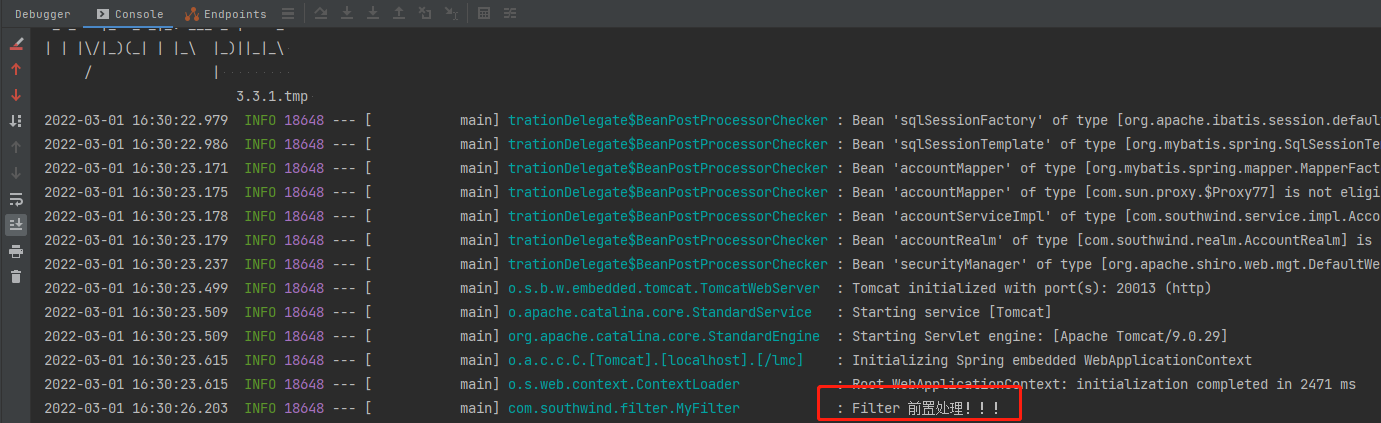 Debugger Console Endpoints
| | |\/|_)(_| | |_\  |_)||_|_\
     /               |
                        3.3.1.tmp
2022-03-01 16:30:22.979  INFO 18648 --- [           main] trationDelegate$BeanPostProcessorChecker : Bean 'sqlSessionFactory' of type [org.apache.ibatis.session.defaul
2022-03-01 16:30:22.986  INFO 18648 --- [           main] trationDelegate$BeanPostProcessorChecker : Bean 'sqlSessionTemplate' of type [org.mybatis.spring.SqlSessionTe
2022-03-01 16:30:23.171  INFO 18648 --- [           main] trationDelegate$BeanPostProcessorChecker : Bean 'accountMapper' of type [org.mybatis.spring.mapper.MapperFact
2022-03-01 16:30:23.175  INFO 18648 --- [           main] trationDelegate$BeanPostProcessorChecker : Bean 'accountMapper' of type [com.sun.proxy.$Proxy77] is not eligi
2022-03-01 16:30:23.178  INFO 18648 --- [           main] trationDelegate$BeanPostProcessorChecker : Bean 'accountServiceImpl' of type [com.southwind.service.impl.Acco
2022-03-01 16:30:23.179  INFO 18648 --- [           main] trationDelegate$BeanPostProcessorChecker : Bean 'accountRealm' of type [com.southwind.realm.AccountRealm] is
2022-03-01 16:30:23.237  INFO 18648 --- [           main] trationDelegate$BeanPostProcessorChecker : Bean 'securityManager' of type [org.apache.shiro.web.mgt.DefaultWe
2022-03-01 16:30:23.499  INFO 18648 --- [           main] o.s.b.w.embedded.tomcat.TomcatWebServer  : Tomcat initialized with port(s): 20013 (http)
2022-03-01 16:30:23.509  INFO 18648 --- [           main] o.apache.catalina.core.StandardService   : Starting service [Tomcat]
2022-03-01 16:30:23.509  INFO 18648 --- [           main] org.apache.catalina.core.StandardEngine  : Starting Servlet engine: [Apache Tomcat/9.0.29]
2022-03-01 16:30:23.615  INFO 18648 --- [           main] o.a.c.c.C.[Tomcat].[localhost].[/lmc]    : Initializing Spring embedded WebApplicationContext
2022-03-01 16:30:23.615  INFO 18648 --- [           main] o.s.web.context.ContextLoader            : Root WebApplicationContext: initialization completed in 2471 ms
2022-03-01 16:30:26.203  INFO 18648 --- [           main] com.southwind.filter.MyFilter            : Filter 前置处理!!!